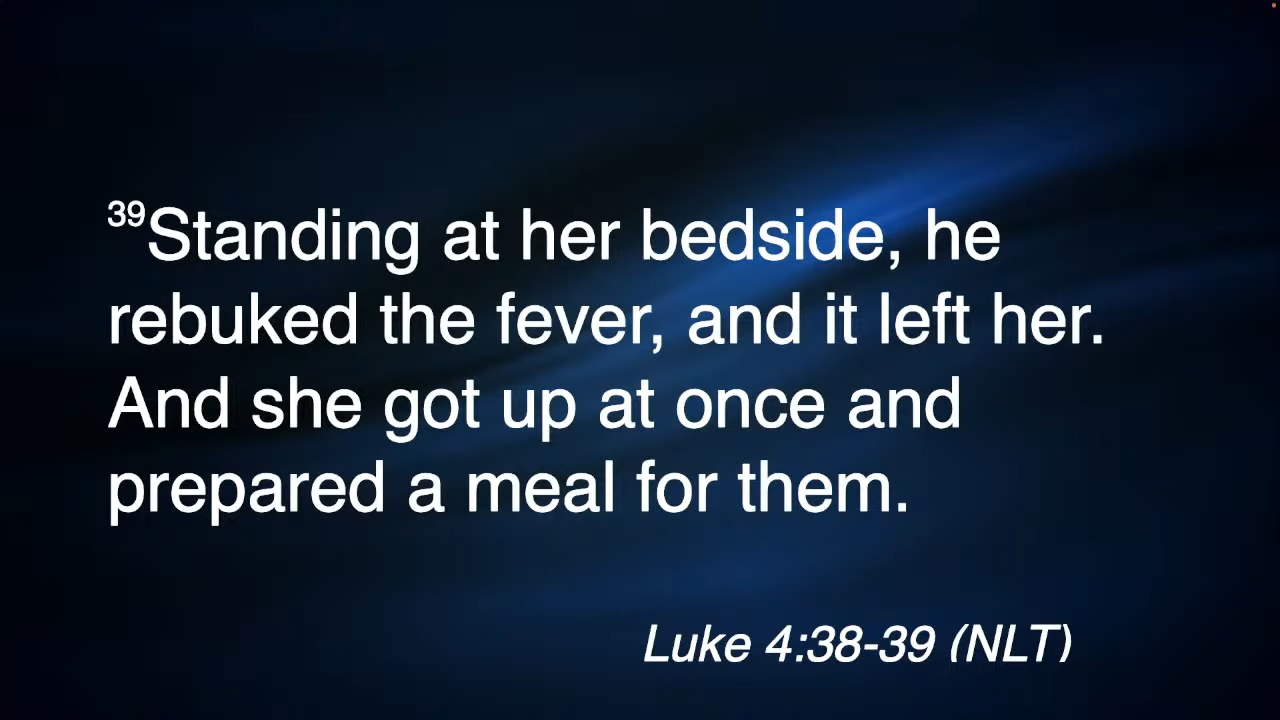 39Standing at her bedside, he
rebuked the fever, and it left her.
And she got up at once and
prepared a meal for them.
Luke 4:38-39 (NLT)